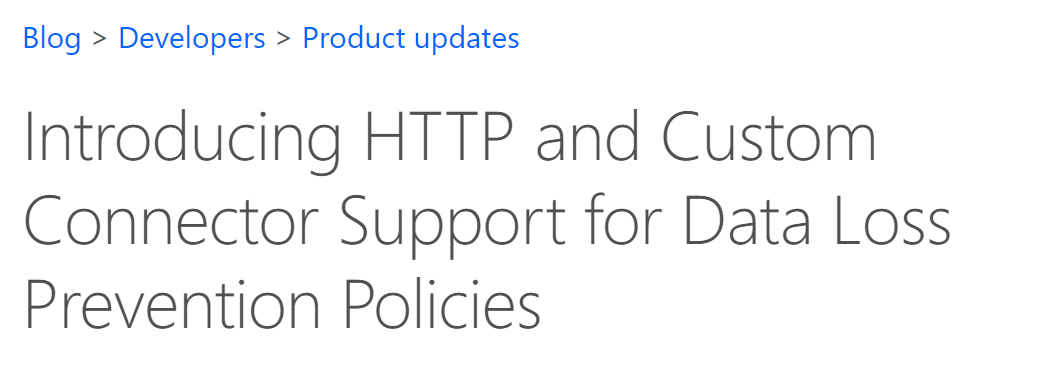 Blog > Developers > Product updates
Introducing HTTP and Custom
Connector Support for Data Loss
Prevention Policies